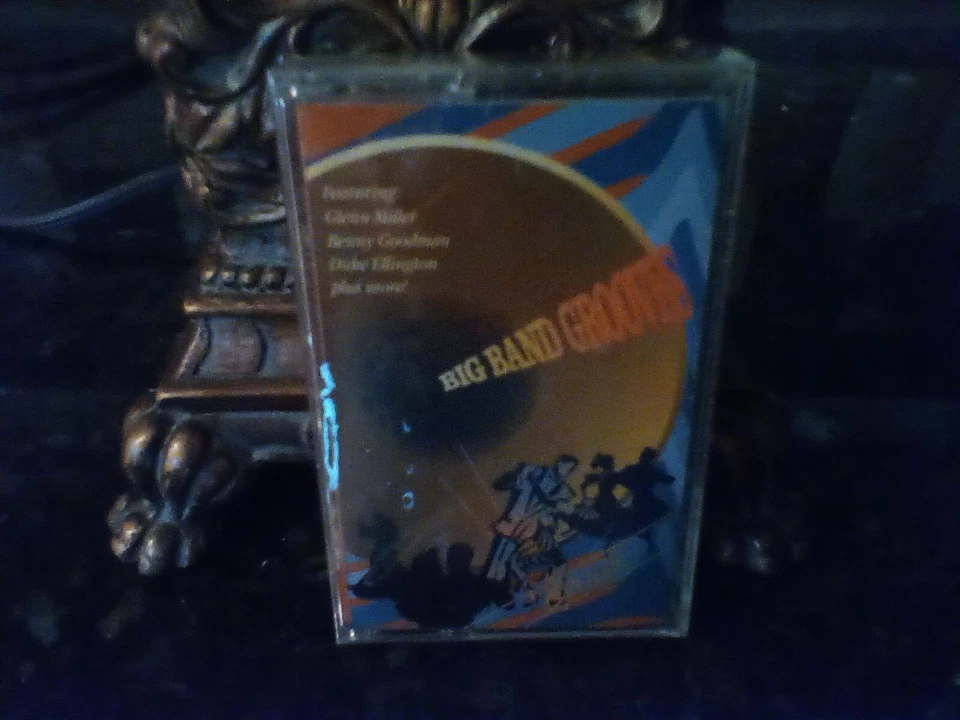 Featuring
Glenn Miller
Benny Goodman
Duke Ellington
plus more!
BIG BAND GROOVES